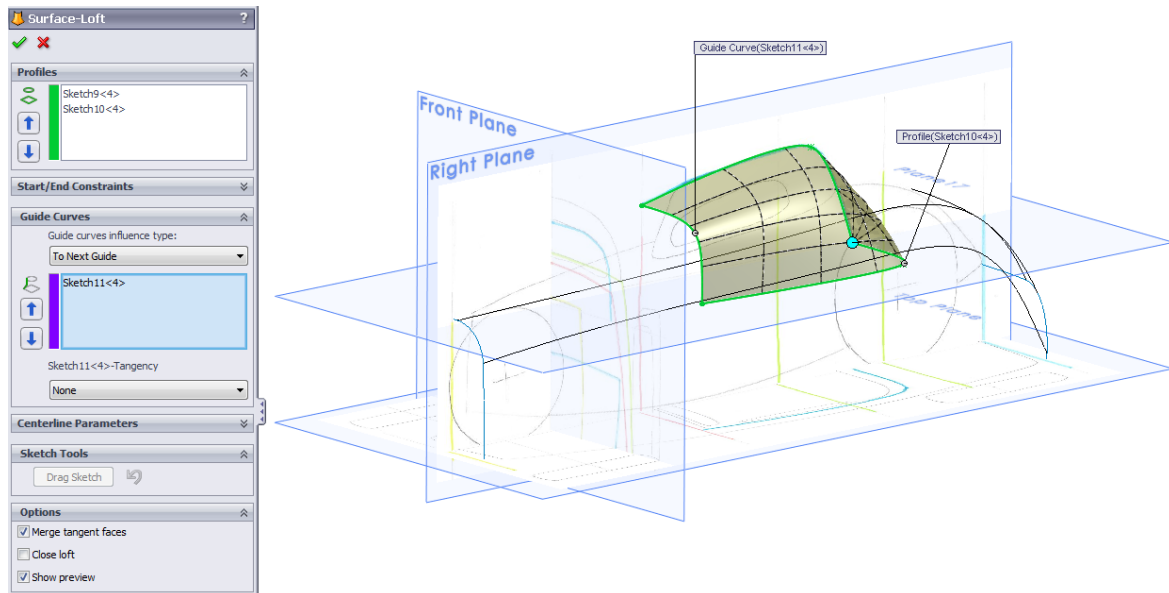 Surface-Loft ?
Profiles
Sketch9<4>
Sketch10<4>
Start/End Constraints
Guide Curves
Guide curves influence type:
To Next Guide
Sketch11<4>
Sketch11<4>-Tangency
None
Centerline Parameters
Sketch Tools
Drag Sketch
Options
Merge tangent faces
Close loft
Show preview
Guide Curve(Sketch11<4>)
Front Plane
Profile(Sketch10<4>)
Right Plane
Plane12
Top Plane